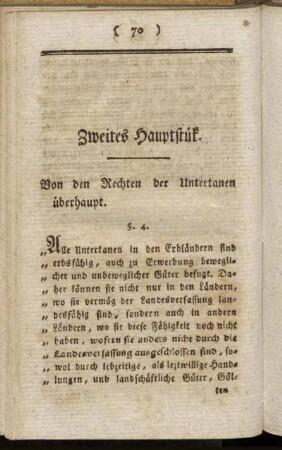 ( 70 )
Zweites Hauptstük.
Von den Rechten der Untertanen
überhaupt.
§. 4.
„Alle Untertanen in den Erbländern sind
„ erbsfähig, auch zu Erwerbung bewegli-
„ cher und unbeweglicher Güter befugt. Da-
„ her können sie nicht nur in den Ländern,
„ wo sie vermög der Landesverfassung lan-
„ desfähig sind, sondern auch in andern
„ Ländern, wo sie diese Fähigkeit noch nicht
„ haben, wofern sie anders nicht durch die
„ Landesverfassung ausgeschlossen sind, so-
„ wol durch lebzeitige, als leztwillige Hand-
„ lungen, und landschäftliche Güter, Gül-
ten